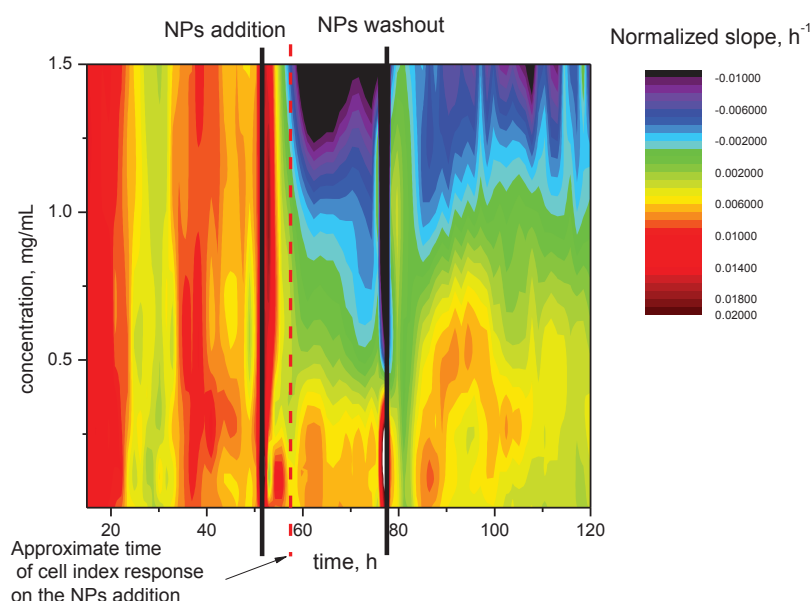 NPs addition
NPs washout
Normalized slope, h-1
1.5
1.0
0.5
concentration, mg/mL
-0.01000
-0.006000
-0.002000
0.002000
0.006000
0.01000
0.01400
0.01800
0.02000
20
40
60
80
100
120
time, h
Approximate time
of cell index response
on the NPs addition